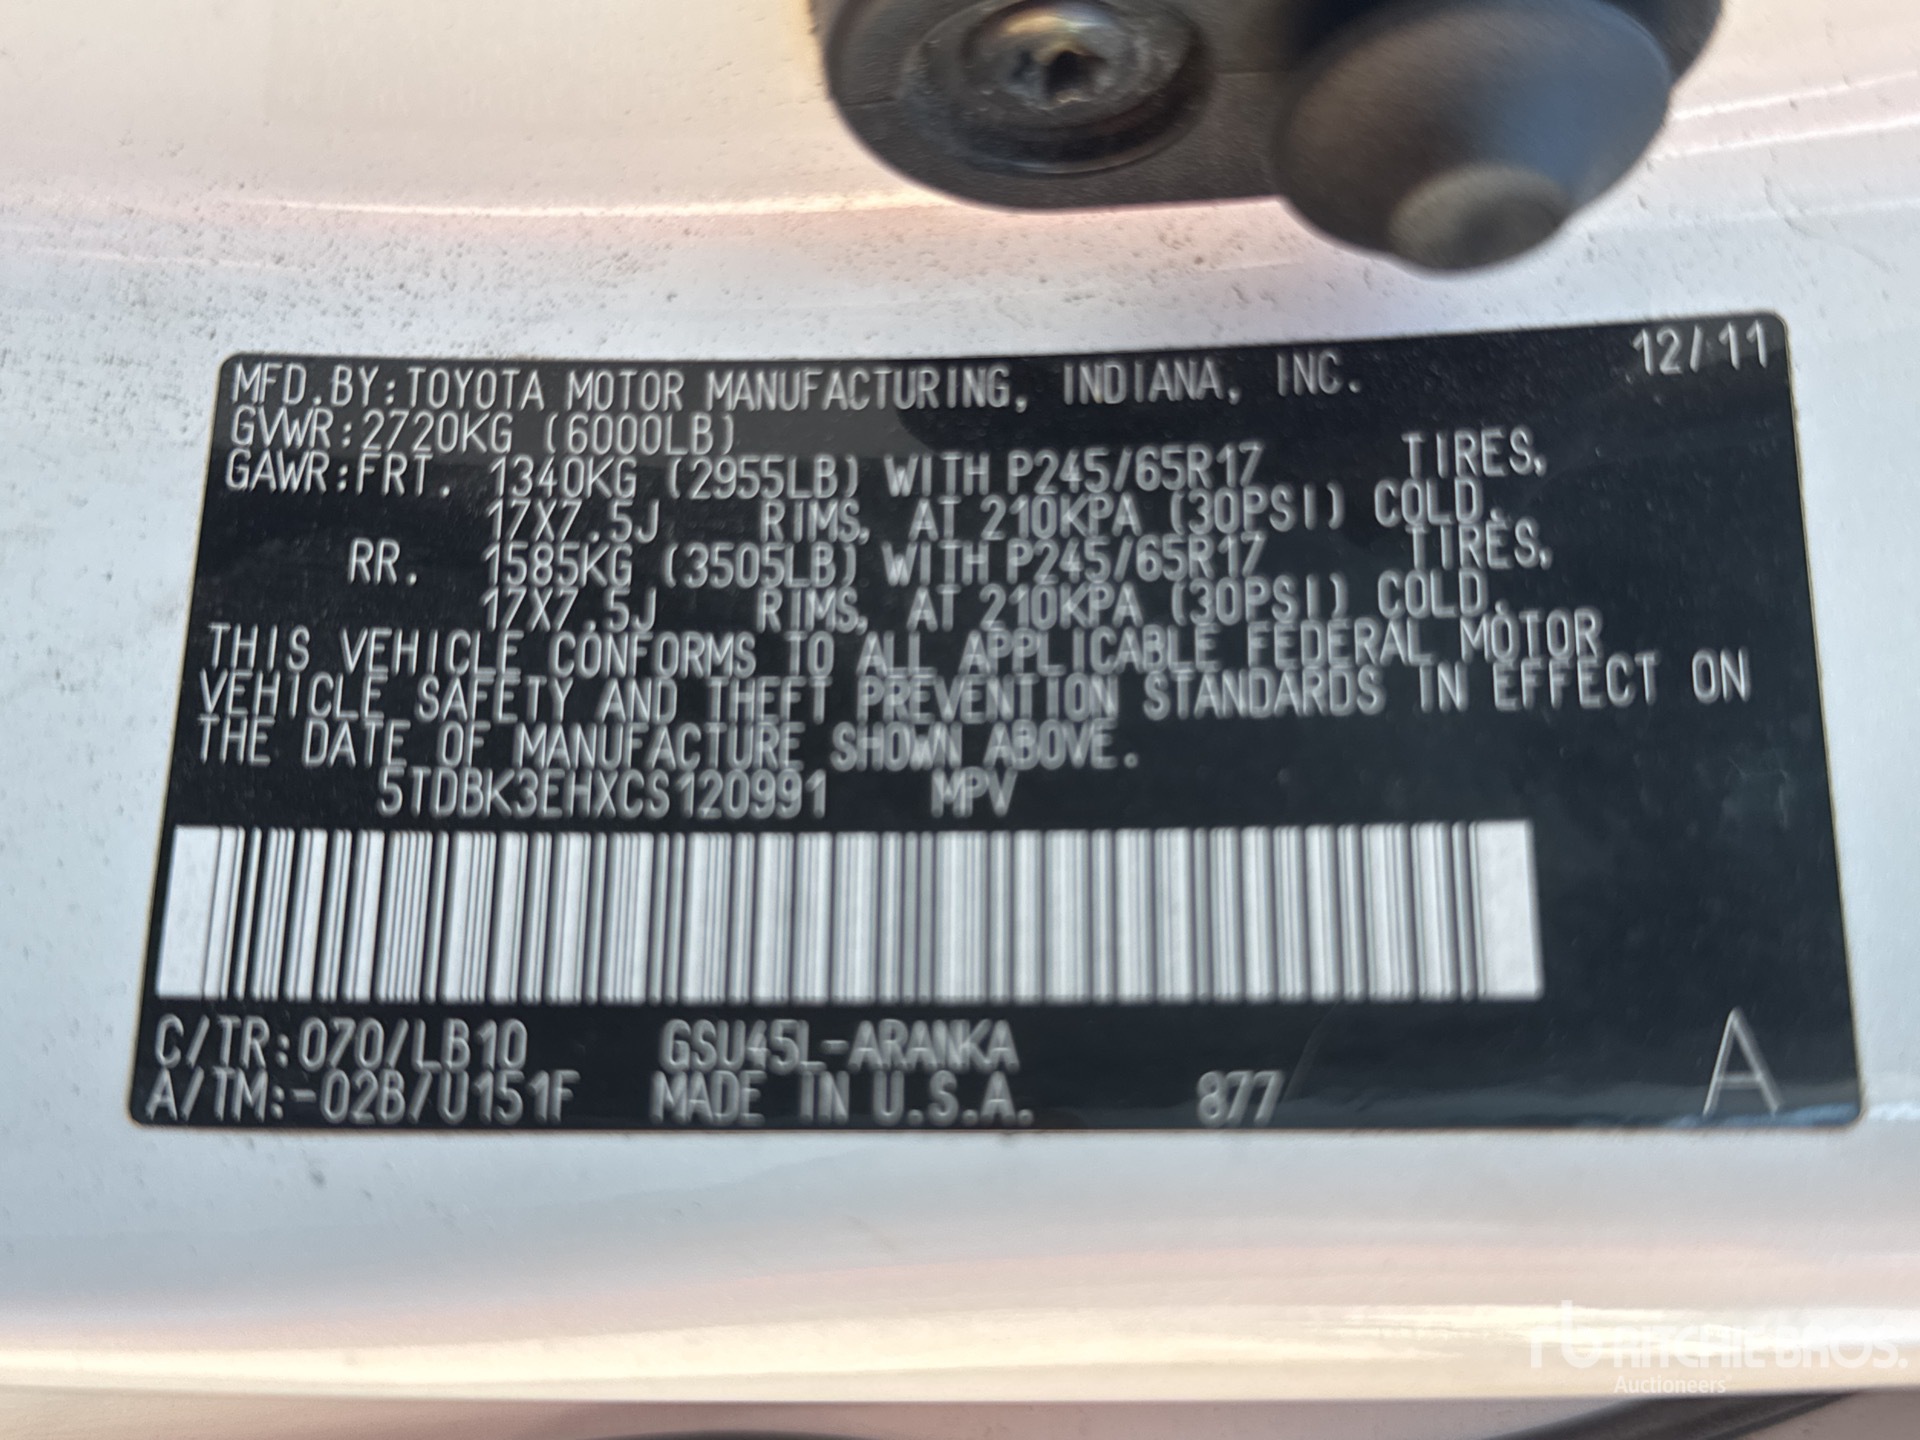 12/11
MFD.BY:TOYOTA MOTOR MANUFACTURING, INDIANA, INC.
GVWR:2720KG (6000LB)
GAWR:FRT. 1340KG (2955LB) WITH P245/65R17 TIRES,
17X7.5J RIMS, AT 210KPA (30PSI) COLD.
RR. 1585KG (3505LB) WITH P245/65R17 TIRES,
17X7.5J RIMS, AT 210KPA (30PSI) COLD.
THIS VEHICLE CONFORMS TO ALL APPLICABLE FEDERAL MOTOR
VEHICLE SAFETY AND THEFT PREVENTION STANDARDS IN EFFECT ON
THE DATE OF MANUFACTURE SHOWN ABOVE.
5TDBK3EHXCS120991 MPV
C/TR:070/LB10 GSU45L-ARANKA
A/TM:-02B/U151F MADE IN U.S.A. 877 A
rb RITCHIE BROS.
Auctioneers